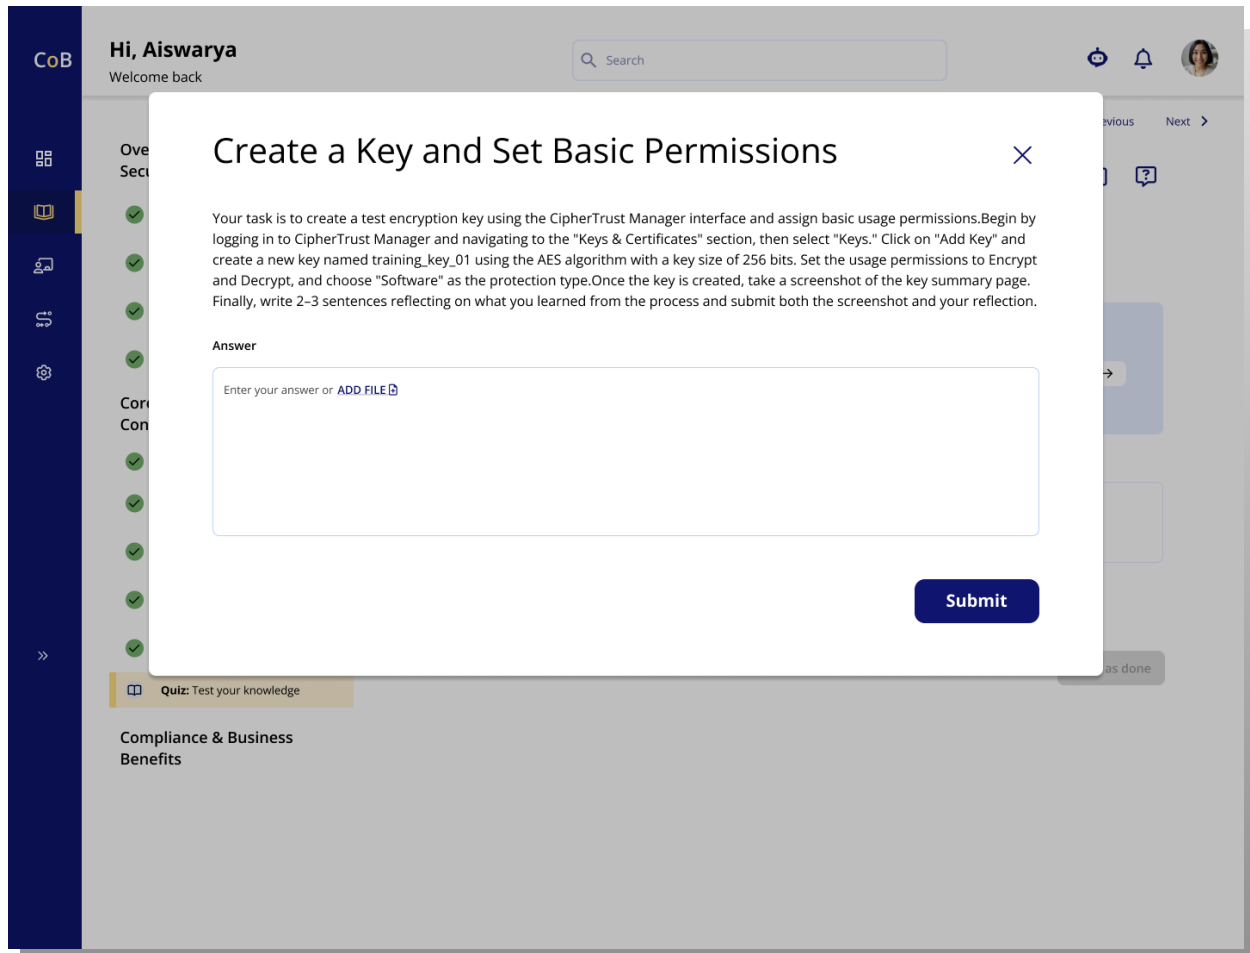 CoB
Hi, Aiswarya
Welcome back
Search
Next
Create a Key and Set Basic Permissions
Your task is to create a test encryption key using the CipherTrust Manager interface and assign basic usage permissions.Begin by
logging in to CipherTrust Manager and navigating to the "Keys & Certificates" section, then select "Keys." Click on "Add Key" and
create a new key named training_key_01 using the AES algorithm with a key size of 256 bits. Set the usage permissions to Encrypt
and Decrypt, and choose "Software" as the protection type.Once the key is created, take a screenshot of the key summary page.
Finally, write 2–3 sentences reflecting on what you learned from the process and submit both the screenshot and your reflection.
Answer
Enter your answer or ADD FILE
Submit
as done
Quiz: Test your knowledge
Compliance & Business
Benefits